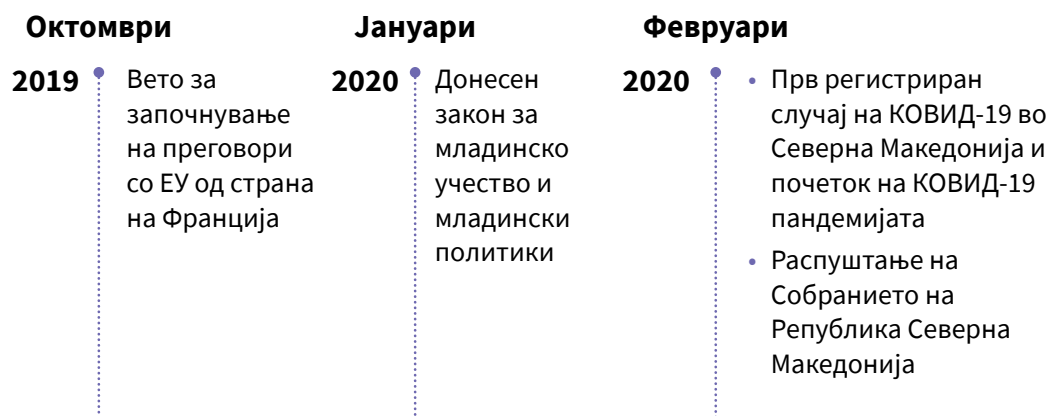 Октомври
2019
Вето за
започнување
на преговори
со ЕУ од страна
на Франција
Јануари
2020
Донесен
закон за
младинско
учество и
младински
политики
Февруари
2020
• Прв регистриран
случај на КОВИД-19 во
Северна Македонија и
почеток на КОВИД-19
пандемијата
• Распуштање на
Собранието на
Република Северна
Македонија